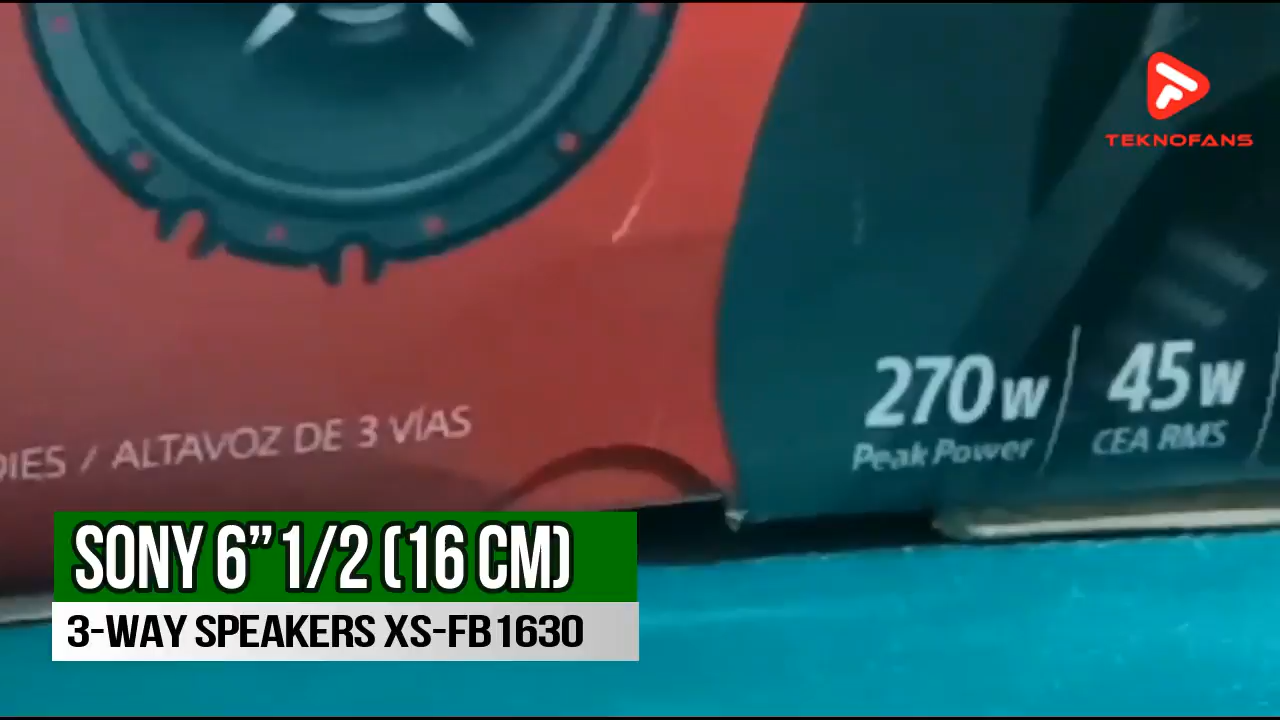 TEKNOFANS
270w
Peak Power
45w
CEA RMS
/ ALTAVOZ DE 3 VÍAS
SONY 6” 1/2 (16 CM)
3-WAY SPEAKERS XS-FB1630